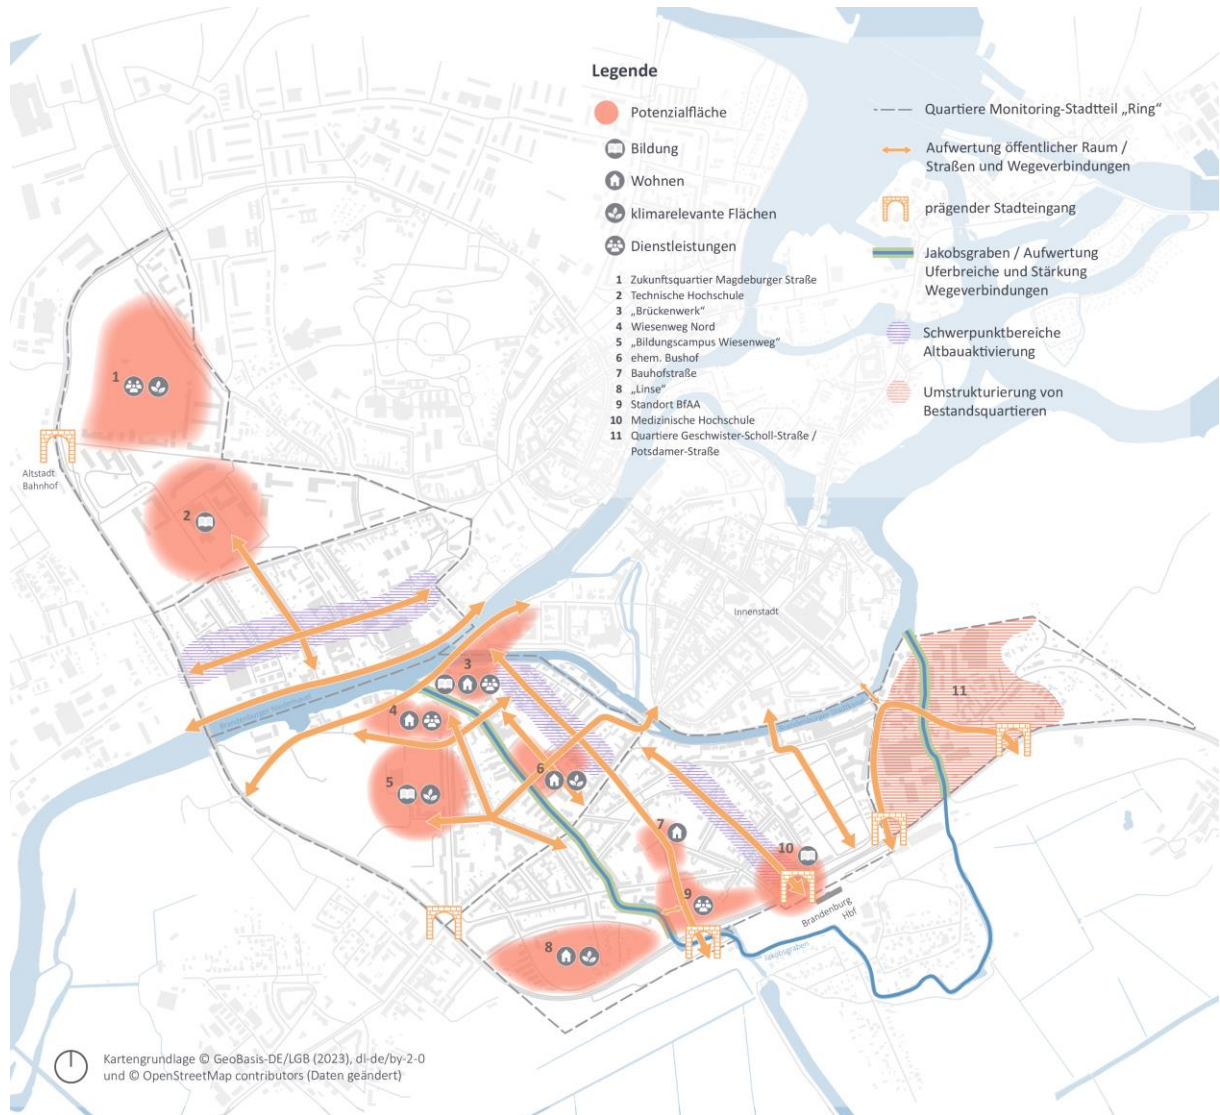 Legende
Potenzialfläche
Bildung
Wohnen
klimarelevante Flächen
Dienstleistungen
1 Zukunftsquartier Magdeburger Straße
2 Technische Hochschule
3 „Brückenwerk“
4 Wiesenweg Nord
5 „Bildungscampus Wiesenweg“
6 ehem. Bushof
7 Bauhofstraße
8 „Linse“
9 Standort BfAA
10 Medizinische Hochschule
11 Quartiere Geschwister-Scholl-Straße /
Potsdamer-Straße
Quartiere Monitoring-Stadtteil „Ring“
Aufwertung öffentlicher Raum /
Straßen und Wegeverbindungen
prägender Stadteingang
Jakobsgraben / Aufwertung
Uferbreiche und Stärkung
Wegeverbindungen
Schwerpunktbereiche
Altbauaktivierung
Umstrukturierung von
Bestandsquartieren
1
Altstadt
Bahnhof
2
Innenstadt
3
11
Brandenburger Niederhavel
4
5
6
7
10
9
Brandenburg
Hbf
8
Jakobsgraben
Kartengrundlage © GeoBasis-DE/LGB (2023), dl-de/by-2-0
und © OpenStreetMap contributors (Daten geändert)